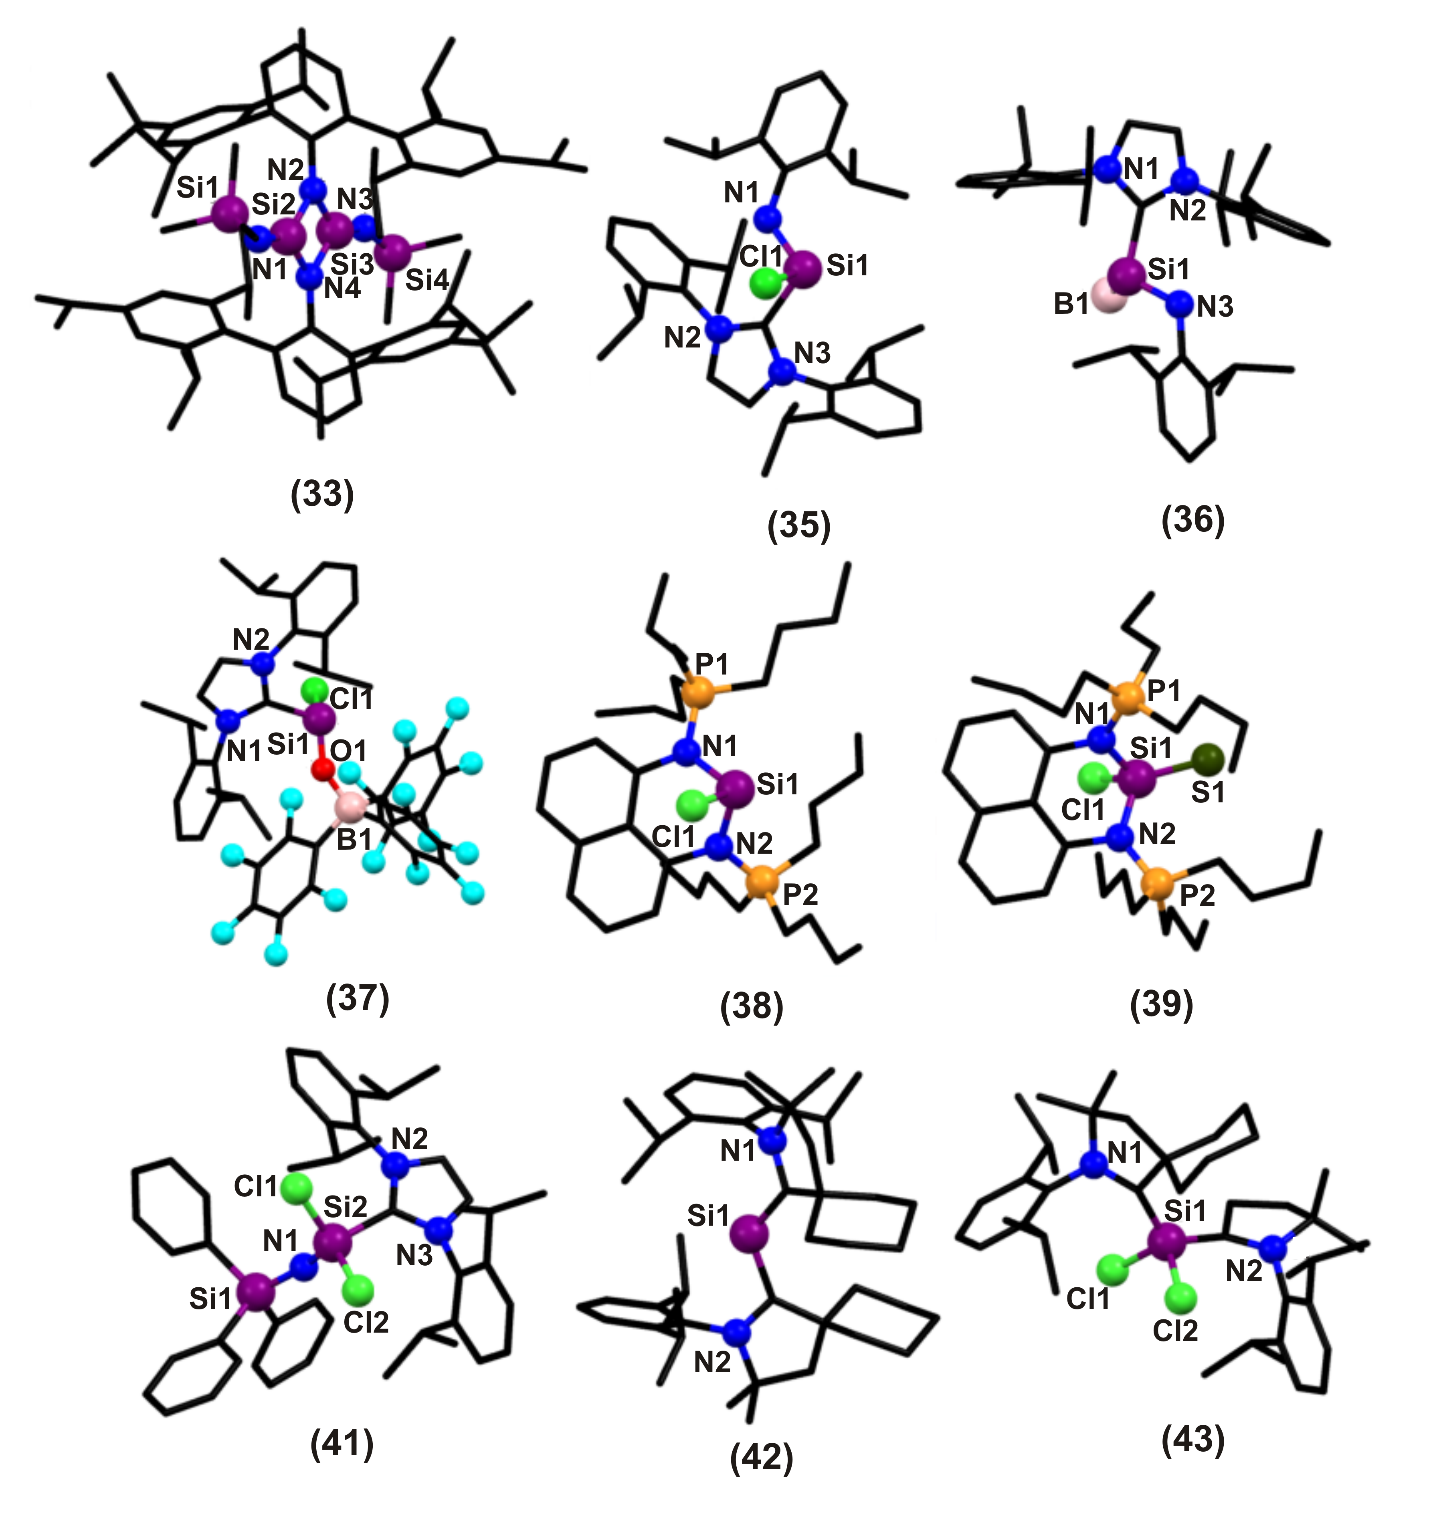 N2
Si1
Si2
N3
N1
Si3
N4
Si4
(33)
N1
Cl1
Si1
N2
N3
(35)
N1
N2
Si1
B1
N3
(36)
N2
Cl1
N1
Si1
O1
B1
(37)
P1
N1
Si1
Cl1
N2
P2
(38)
P1
N1
Si1
Cl1
S1
N2
P2
(39)
N2
Cl1
Si2
N1
N3
Si1
Cl2
(41)
N1
Si1
N2
(42)
N1
Si1
N2
Cl1
Cl2
(43)